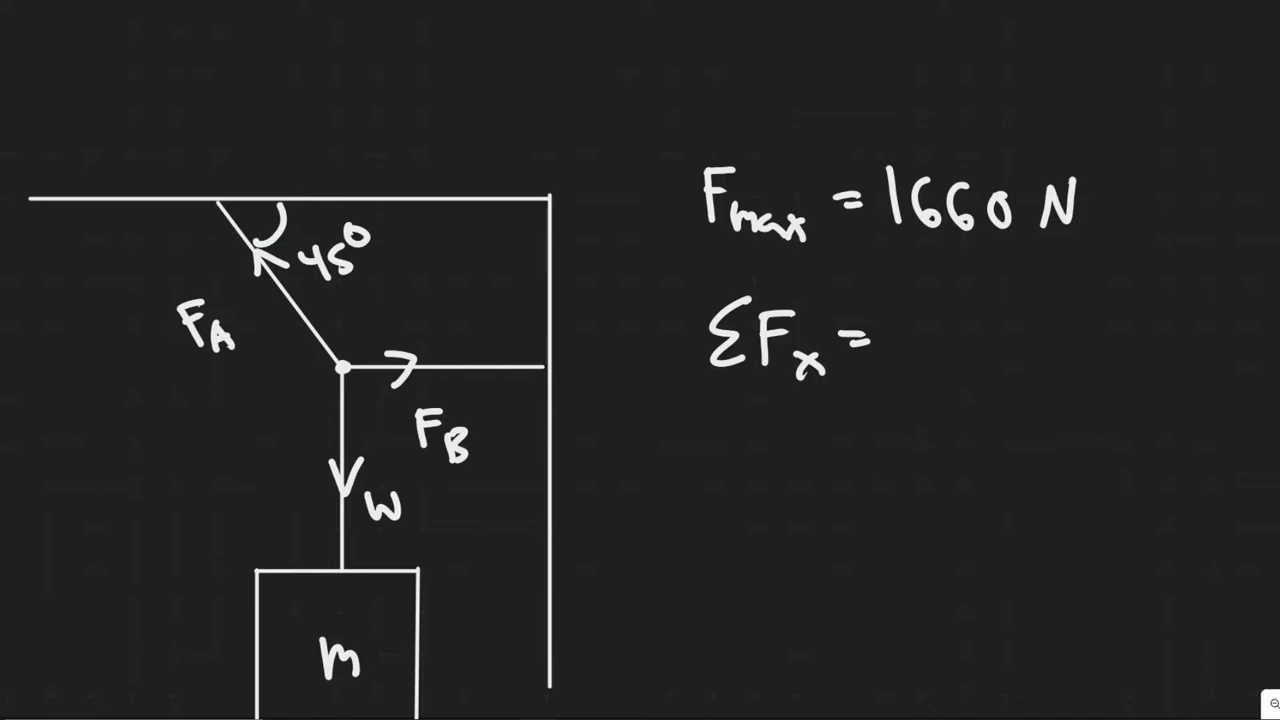 F_max = 1660 N
45°
F_A
ΣF_x =
F_B
W
m